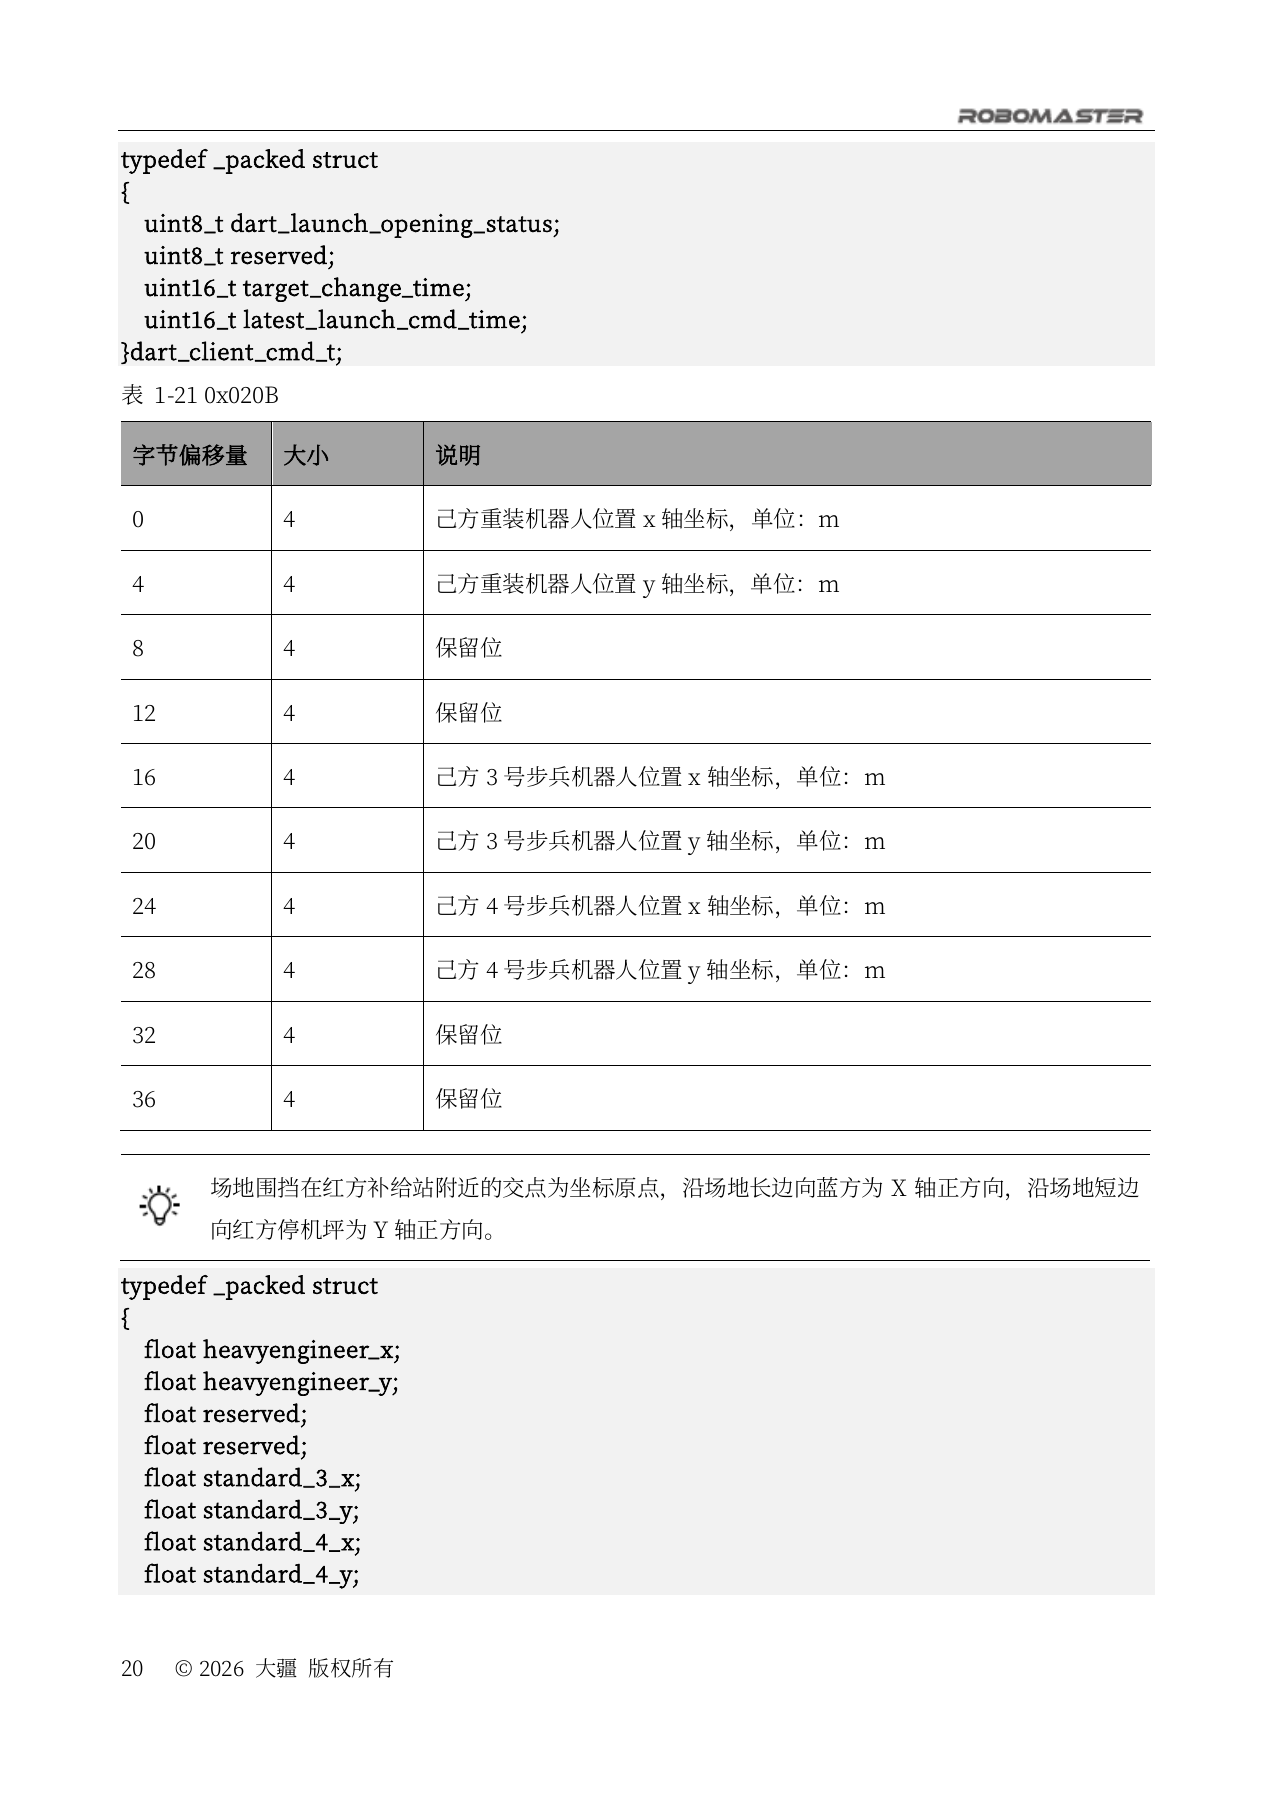 ROBOMASTER
typedef _packed struct
{
uint8_t dart_launch_opening_status;
uint8_t reserved;
uint16_t target_change_time;
uint16_t latest_launch_cmd_time;
}dart_client_cmd_t;
表 1-21 0x020B
字节偏移量 大小 说明
0 4 己方重装机器人位置 x 轴坐标，单位：m
4 4 己方重装机器人位置 y 轴坐标，单位：m
8 4 保留位
12 4 保留位
16 4 己方 3 号步兵机器人位置 x 轴坐标，单位：m
20 4 己方 3 号步兵机器人位置 y 轴坐标，单位：m
24 4 己方 4 号步兵机器人位置 x 轴坐标，单位：m
28 4 己方 4 号步兵机器人位置 y 轴坐标，单位：m
32 4 保留位
36 4 保留位
场地围挡在红方补给站附近的交点为坐标原点，沿场地长边向蓝方为 X 轴正方向，沿场地短边
向红方停机坪为 Y 轴正方向。
typedef _packed struct
{
float heavyengineer_x;
float heavyengineer_y;
float reserved;
float reserved;
float standard_3_x;
float standard_3_y;
float standard_4_x;
float standard_4_y;
20 © 2026 大疆 版权所有